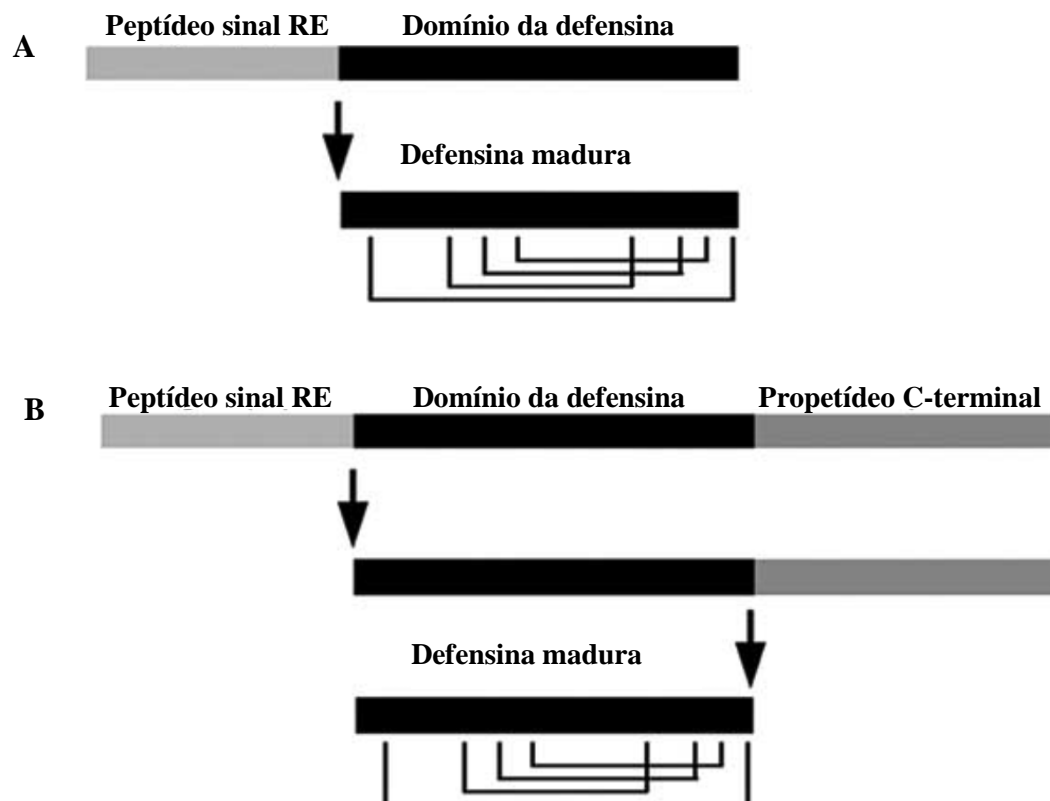 Peptídeo sinal RE Domínio da defensina
A
Defensina madura
Peptídeo sinal RE Domínio da defensina Propetídeo C-terminal
B
Defensina madura